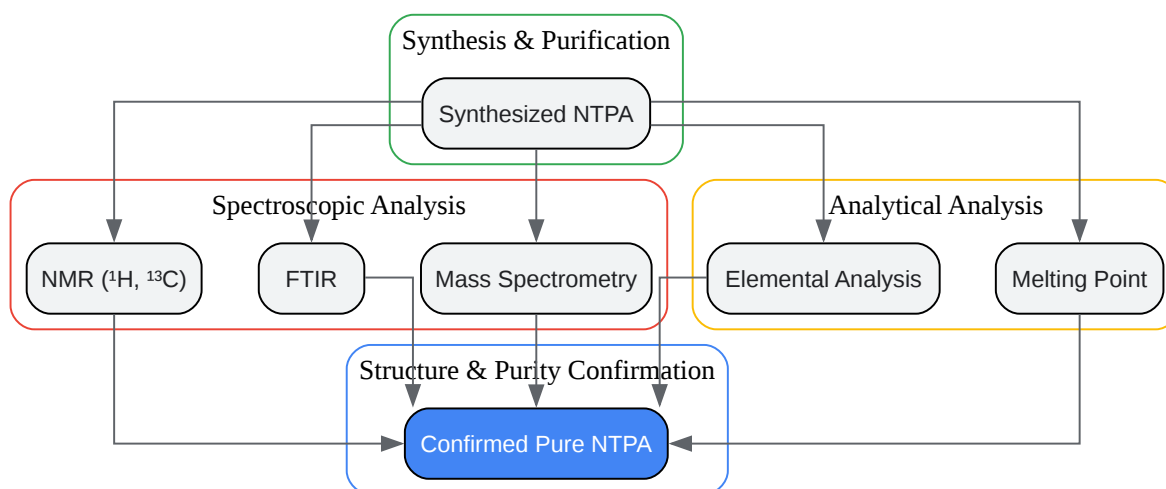 Synthesis & Purification
Synthesized NTPA
Spectroscopic Analysis
Analytical Analysis
NMR (¹H, ¹³C)
FTIR
Mass Spectrometry
Elemental Analysis
Melting Point
Structure & Purity Confirmation
Confirmed Pure NTPA